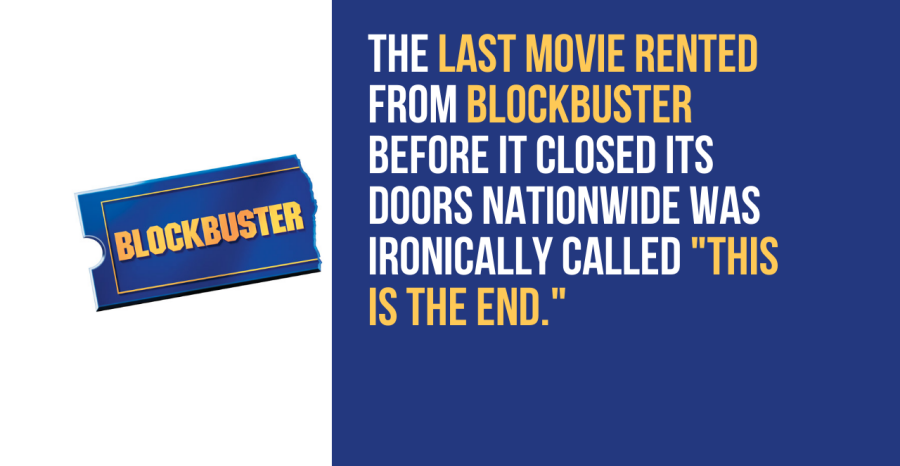 BLOCKBUSTER
THE LAST MOVIE RENTED
FROM BLOCKBUSTER
BEFORE IT CLOSED ITS
DOORS NATIONWIDE WAS
IRONICALLY CALLED "THIS
IS THE END."